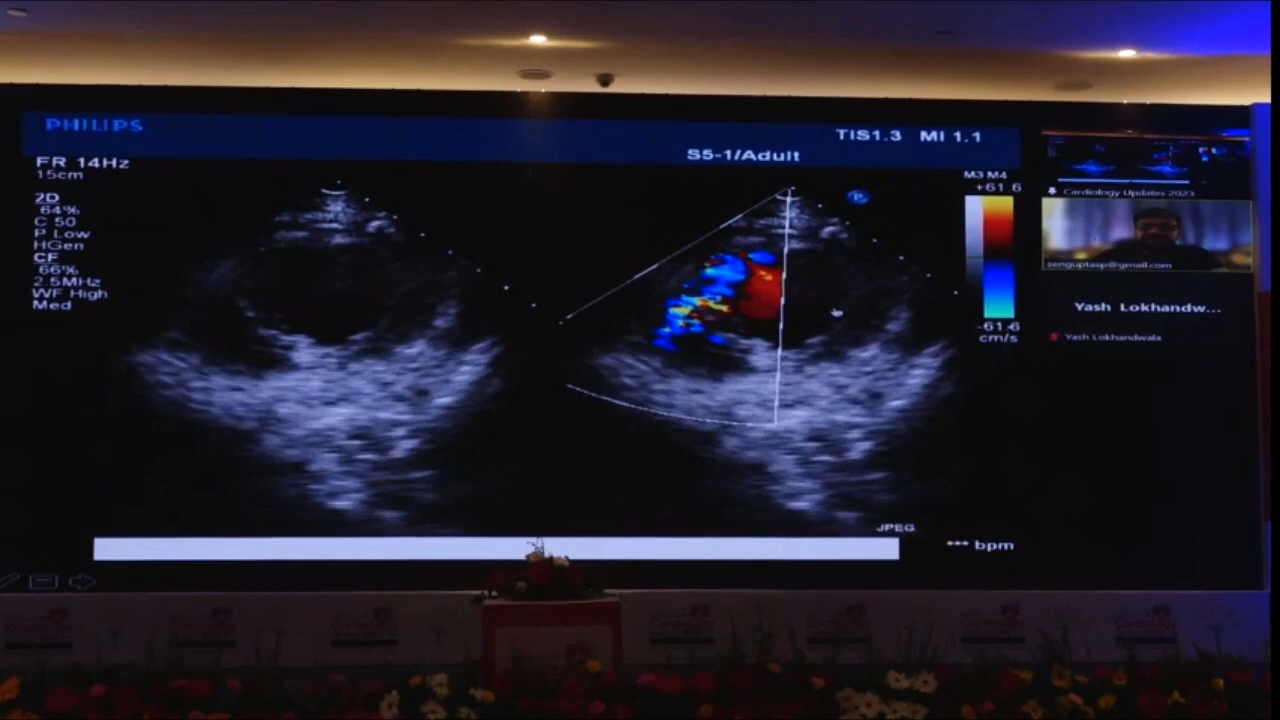 PHILIPS
TIS1.3 MI 1.1
S5-1/Adult
FR 14Hz
15cm
2D
64%
C 50
P Low
HGen
CF
66%
2.5MHz
WF High
Med
M3 M4
+61.6
-61.6
cm/s
JPEG
*** bpm
P
Cardiology Updates 2023
senguptasp@gmail.com
Yash Lokhandw...
Yash Lokhandwala